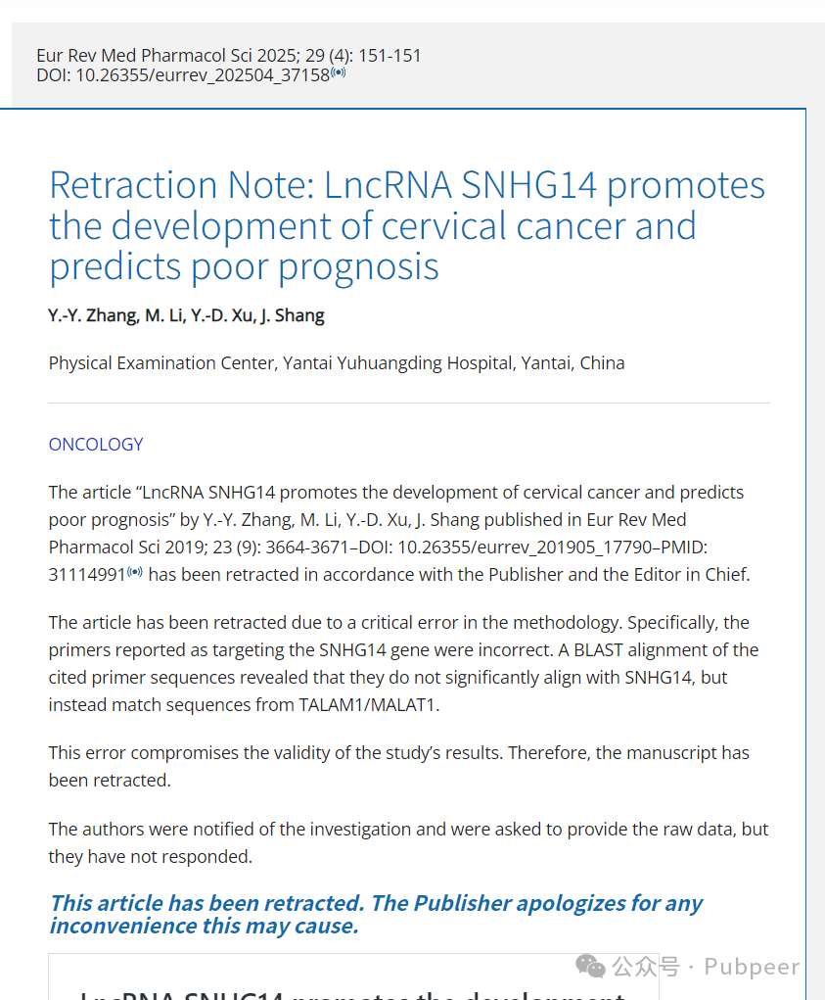 Eur Rev Med Pharmacol Sci 2025; 29 (4): 151-151
DOI: 10.26355/eurrev_202504_37158
Retraction Note: LncRNA SNHG14 promotes
the development of cervical cancer and
predicts poor prognosis
Y.-Y. Zhang, M. Li, Y.-D. Xu, J. Shang
Physical Examination Center, Yantai Yuhuangding Hospital, Yantai, China
ONCOLOGY
The article “LncRNA SNHG14 promotes the development of cervical cancer and predicts
poor prognosis” by Y.-Y. Zhang, M. Li, Y.-D. Xu, J. Shang published in Eur Rev Med
Pharmacol Sci 2019; 23 (9): 3664-3671–DOI: 10.26355/eurrev_201905_17790–PMID:
31114991 has been retracted in accordance with the Publisher and the Editor in Chief.
The article has been retracted due to a critical error in the methodology. Specifically, the
primers reported as targeting the SNHG14 gene were incorrect. A BLAST alignment of the
cited primer sequences revealed that they do not significantly align with SNHG14, but
instead match sequences from TALAM1/MALAT1.
This error compromises the validity of the study’s results. Therefore, the manuscript has
been retracted.
The authors were notified of the investigation and were asked to provide the raw data, but
they have not responded.
This article has been retracted. The Publisher apologizes for any
inconvenience this may cause.
公众号 · Pubpeer
LncRNA SNHG14 promotes the development